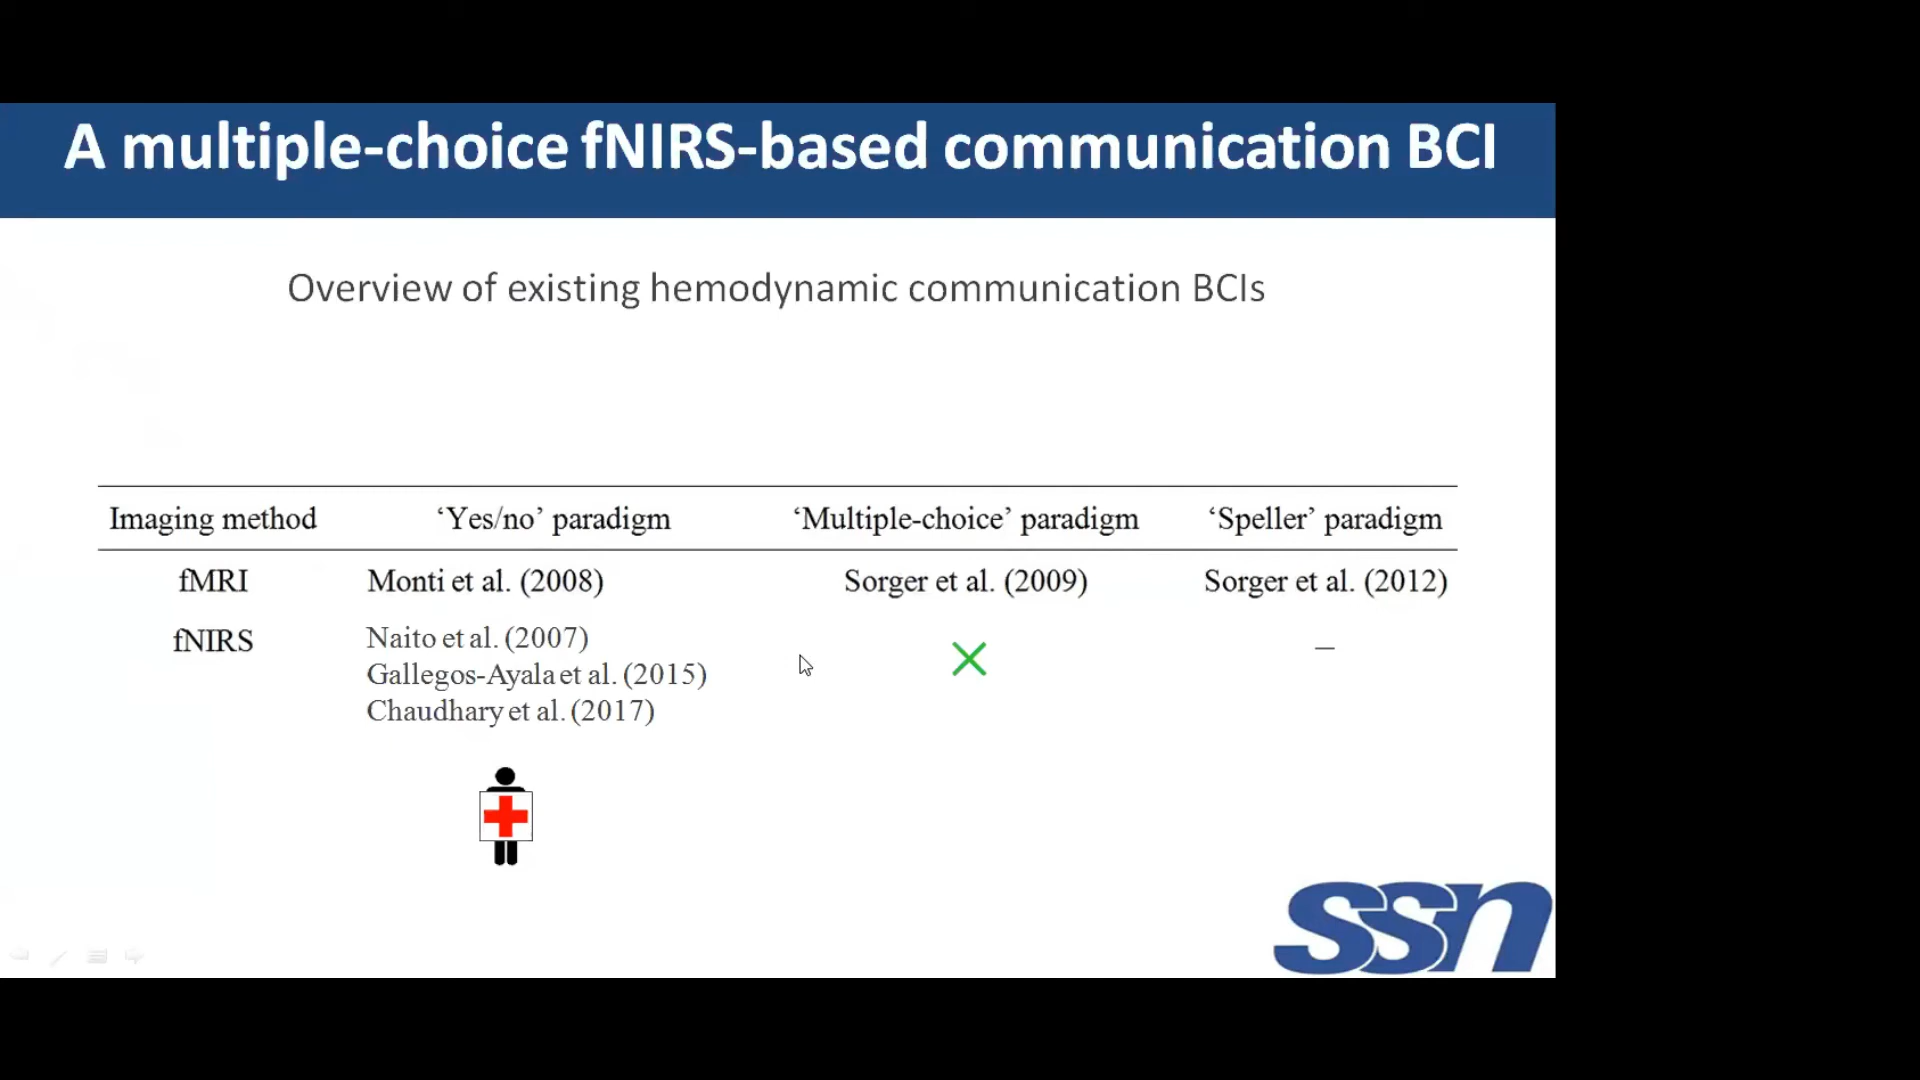 A multiple-choice fNIRS-based communication BCI
Overview of existing hemodynamic communication BCIs
Imaging method ‘Yes/no’ paradigm ‘Multiple-choice’ paradigm ‘Speller’ paradigm
fMRI Monti et al. (2008) Sorger et al. (2009) Sorger et al. (2012)
fNIRS Naito et al. (2007) –
Gallegos-Ayala et al. (2015)
Chaudhary et al. (2017)
ssn